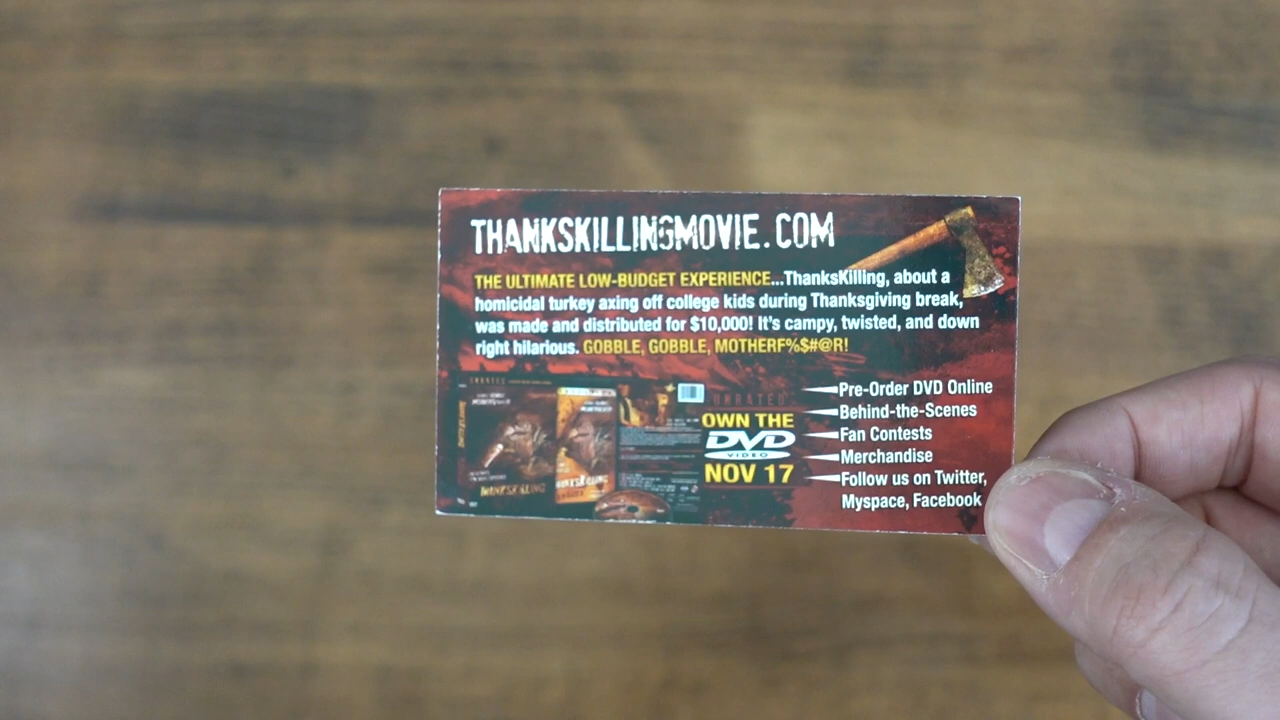 THANKSKILLINGMOVIE.COM
THE ULTIMATE LOW-BUDGET EXPERIENCE...ThanksKilling, about a
homicidal turkey axing off college kids during Thanksgiving break,
was made and distributed for $10,000! It's campy, twisted, and down
right hilarious. GOBBLE, GOBBLE, MOTHERF%$#@R!
UNRATED
THANKSKILLING
THANKSKILLING
UNRATED
OWN THE
DVD
VIDEO
NOV 17
Pre-Order DVD Online
Behind-the-Scenes
Fan Contests
Merchandise
Follow us on Twitter,
Myspace, Facebook